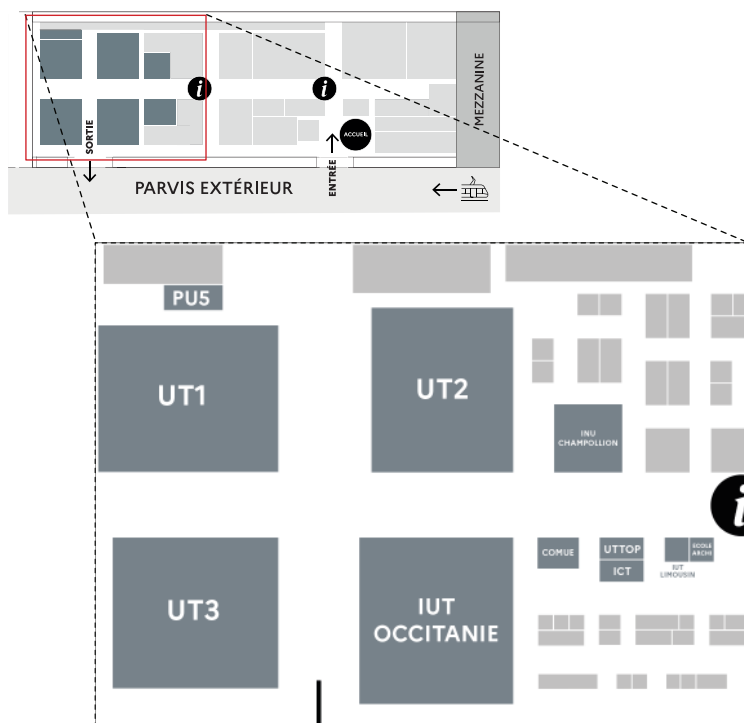 i
i
ACCUEIL
MEZZANINE
SORTIE
ENTRÉE
PARVIS EXTÉRIEUR
PU5
UT1
UT2
INU
CHAMPOLLION
i
UT3
IUT
OCCITANIE
COMUE
UTTOP
ICT
ECOLE
ARCHI
IUT
LIMOUSIN